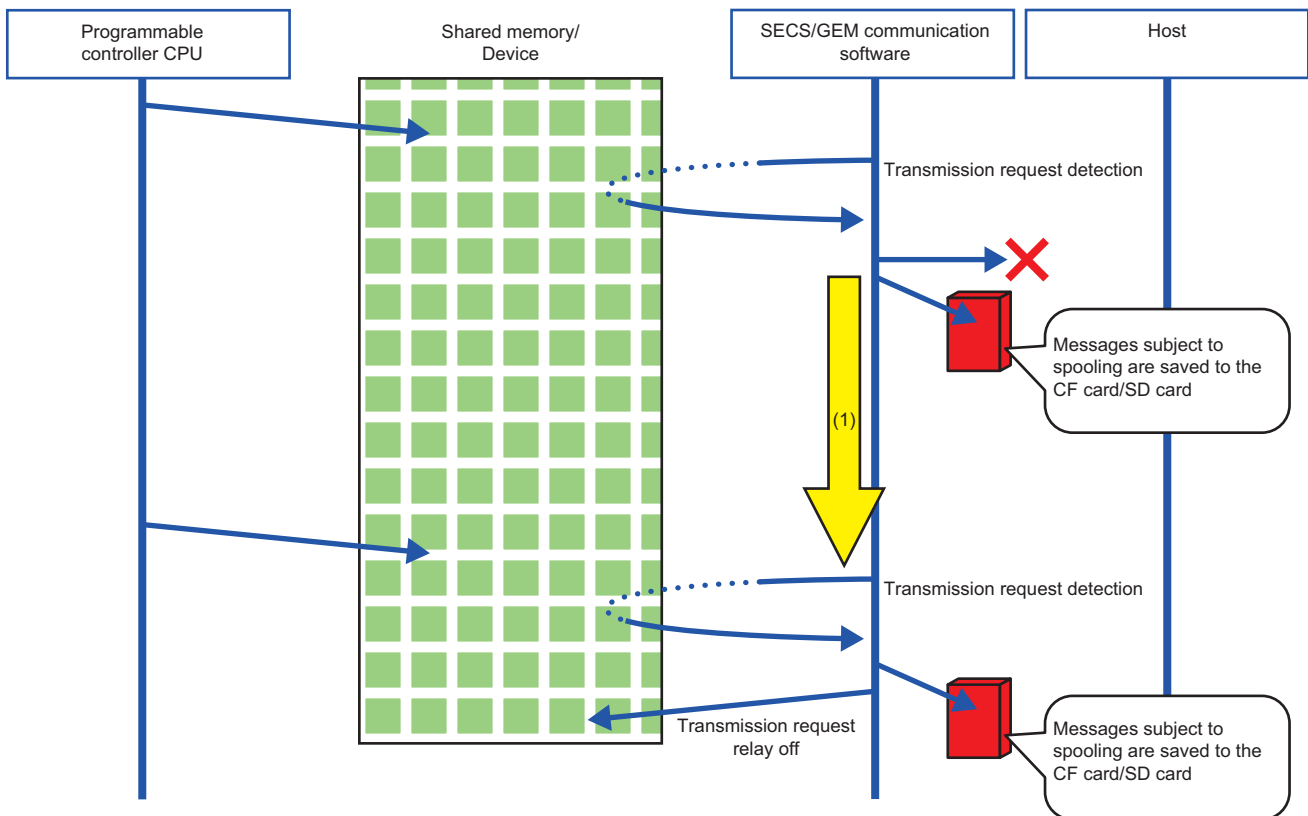 Programmable
controller CPU
Shared memory/
Device
SECS/GEM communication
software
Host
Transmission request detection
Messages subject to
spooling are saved to the
CF card/SD card
(1)
Transmission request detection
Transmission request
relay off
Messages subject to
spooling are saved to the
CF card/SD card